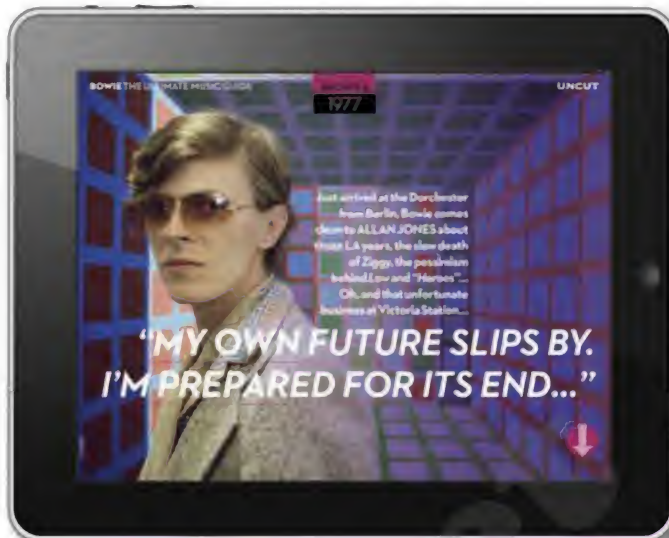 BOWIE THE ULTIMATE MUSIC GUIDE
UNCUT
1977
Just arrived at the Dorchester
from Berlin, Bowie comes
clean to ALLAN JONES about
those LA years, the slow death
of Ziggy, the pessimism
behind Low and "Heroes"...
Oh, and that unfortunate
business at Victoria Station...
"MY OWN FUTURE SLIPS BY.
I'M PREPARED FOR ITS END..."